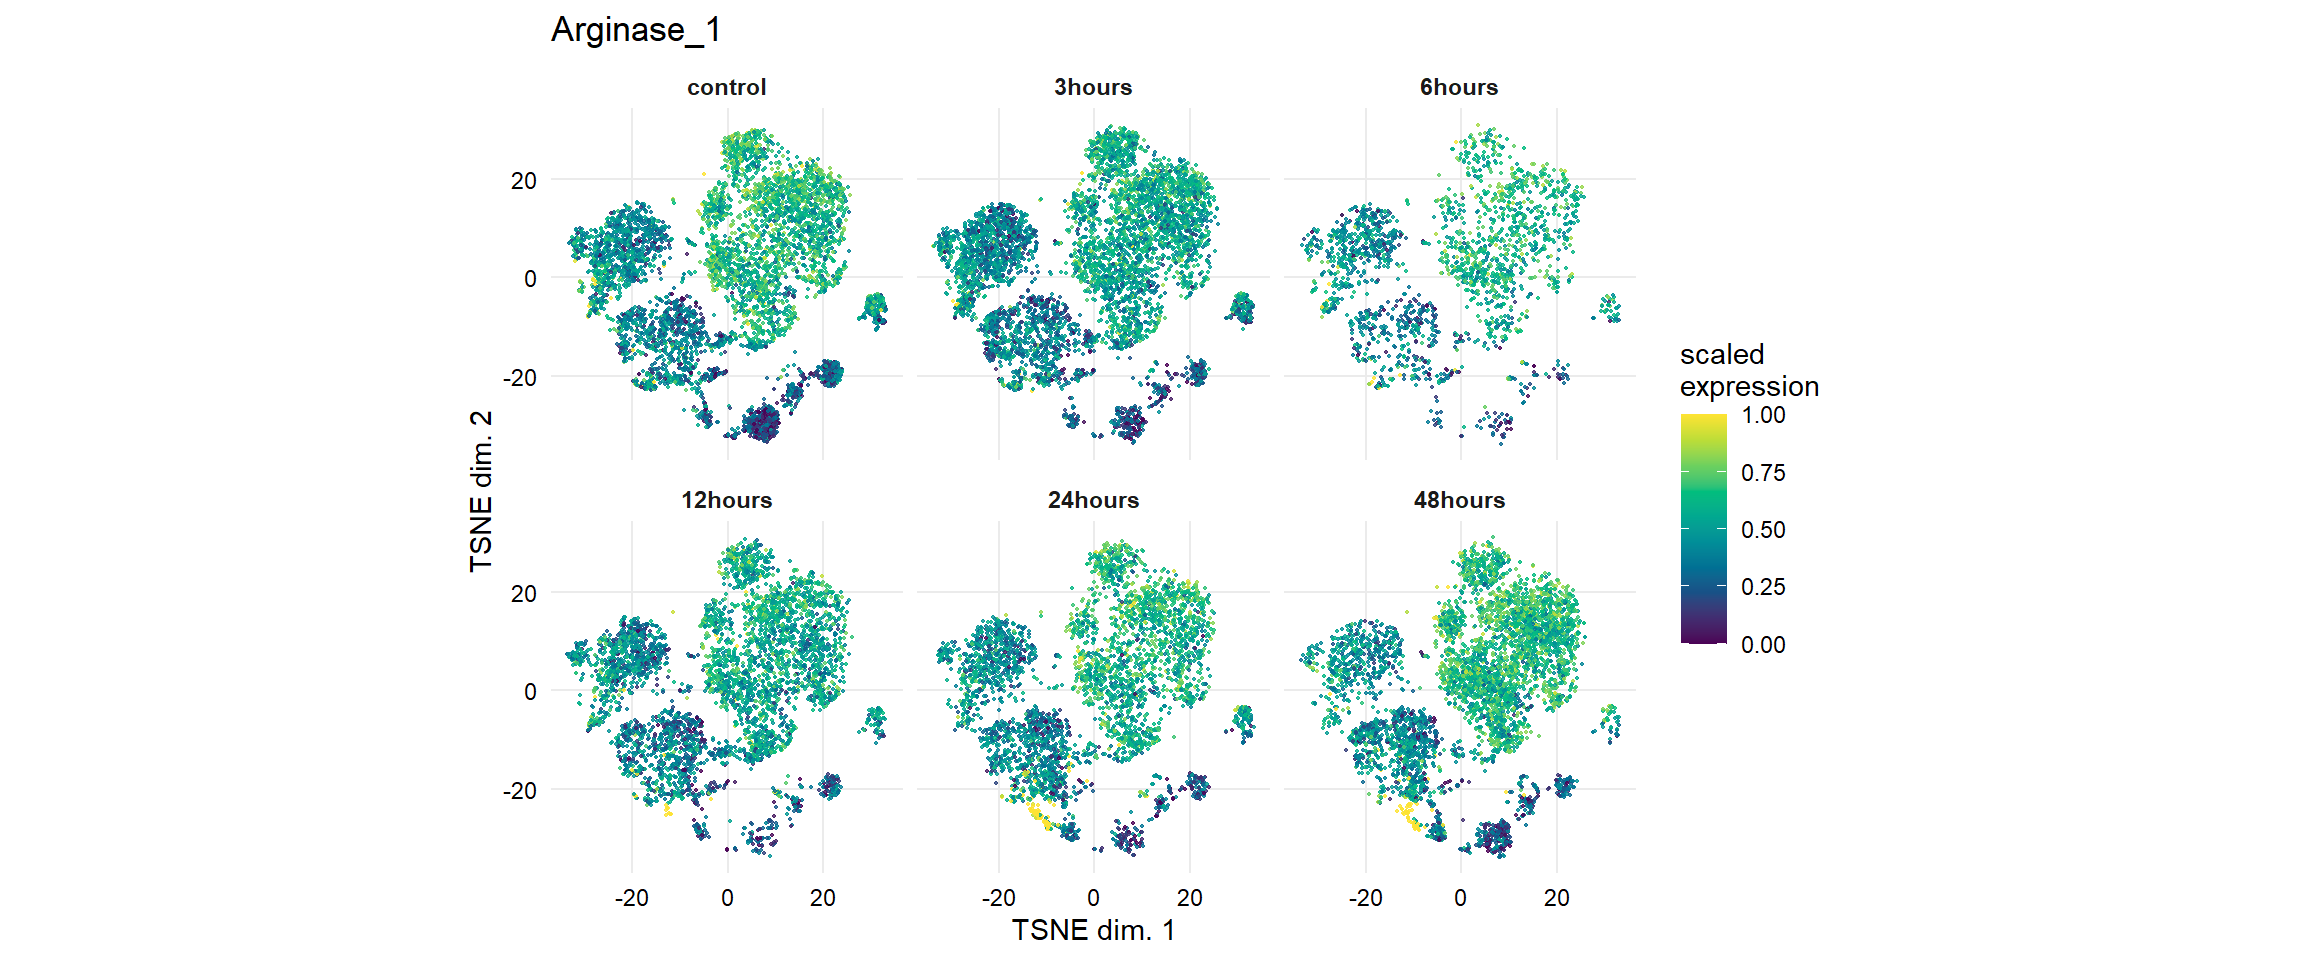 Arginase_1
control
3hours
6hours
20
0
-20
12hours
24hours
48hours
20
0
-20
-20 0 20
-20 0 20
-20 0 20
TSNE dim. 1
TSNE dim. 2
scaled
expression
1.00
0.75
0.50
0.25
0.00